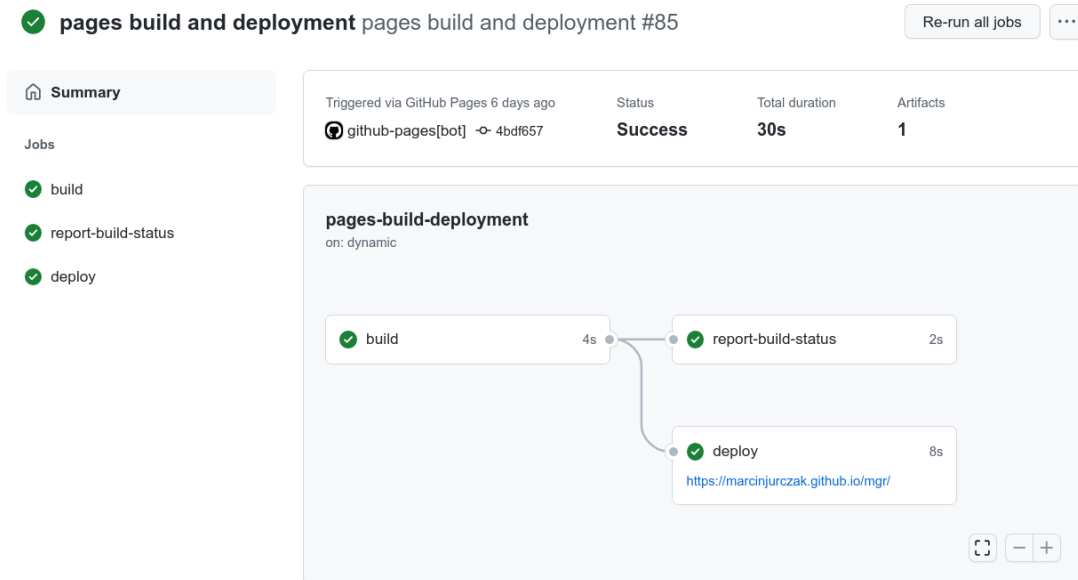 pages build and deployment pages build and deployment #85
Re-run all jobs
Summary
Jobs
build
report-build-status
deploy
Triggered via GitHub Pages 6 days ago
github-pages[bot] 4bdf657
Status
Success
Total duration
30s
Artifacts
1
pages-build-deployment
on: dynamic
build 4s
report-build-status 2s
deploy 8s
https://marcinjurczak.github.io/mgr/